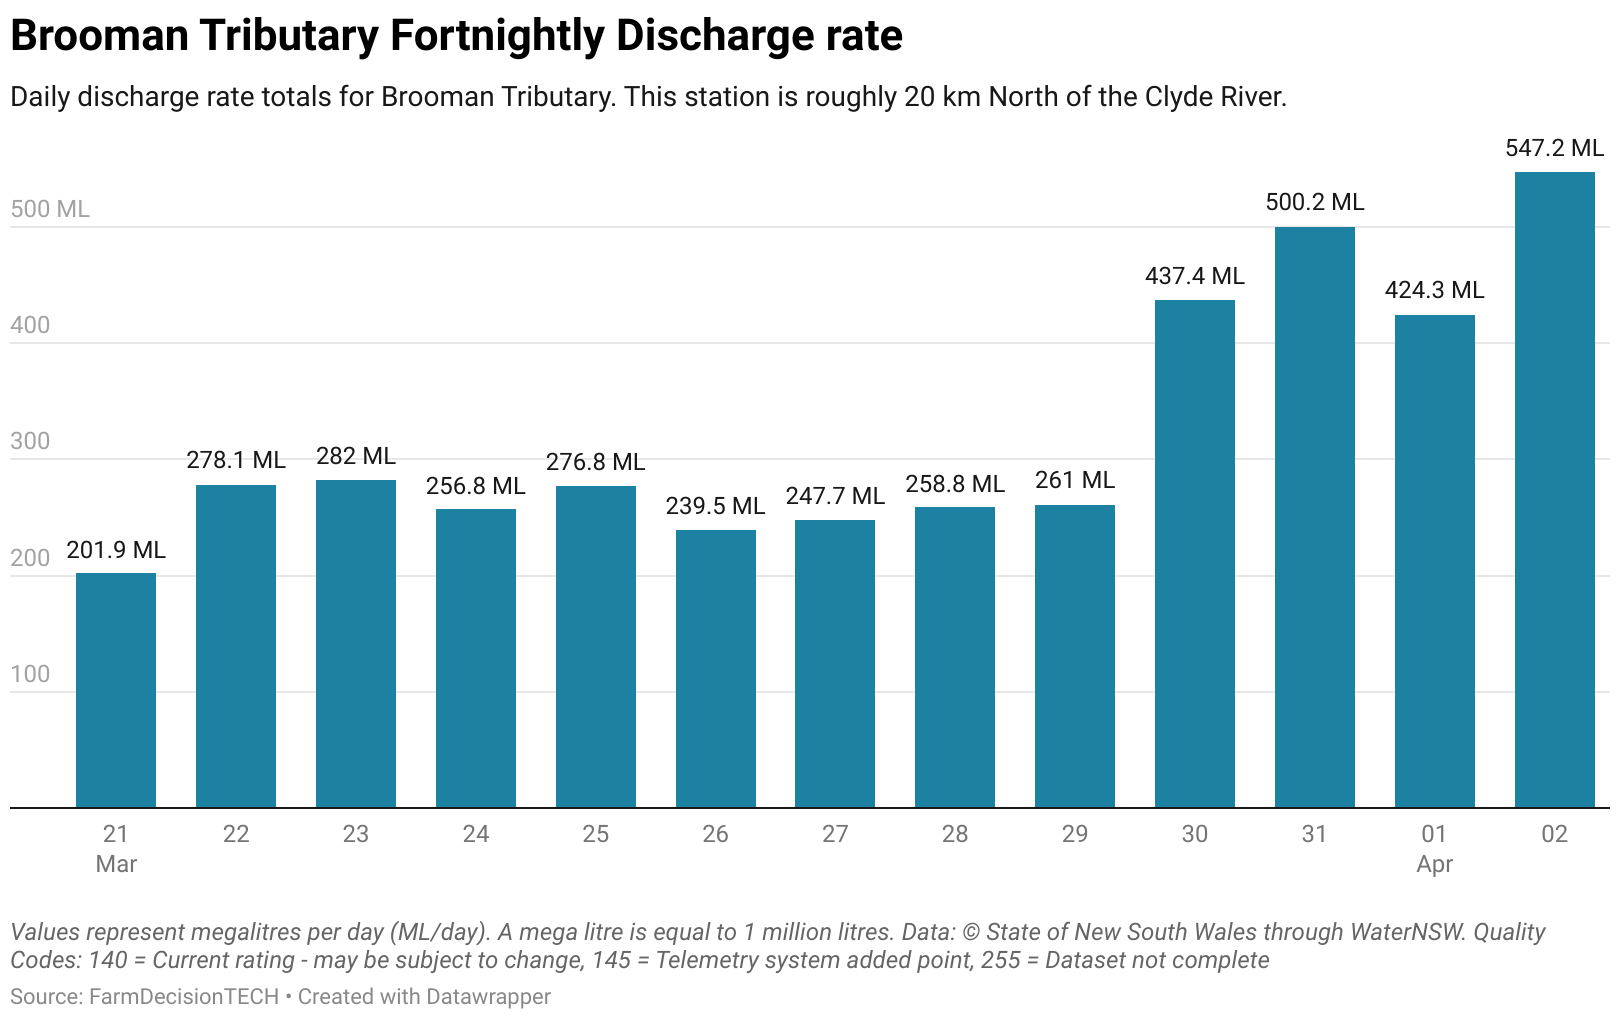 Brooman Tributary Fortnightly Discharge rate
Daily discharge rate totals for Brooman Tributary. This station is roughly 20 km North of the Clyde River.
547.2 ML
500 ML
500.2 ML
437.4 ML
424.3 ML
400
300
278.1 ML
282 ML
256.8 ML
276.8 ML
239.5 ML
247.7 ML
258.8 ML
261 ML
200
201.9 ML
100
21 22 23 24 25 26 27 28 29 30 31 01 02
Mar Apr
Values represent megalitres per day (ML/day). A mega litre is equal to 1 million litres. Data: © State of New South Wales through WaterNSW. Quality
Codes: 140 = Current rating - may be subject to change, 145 = Telemetry system added point, 255 = Dataset not complete
Source: FarmDecisionTECH • Created with Datawrapper